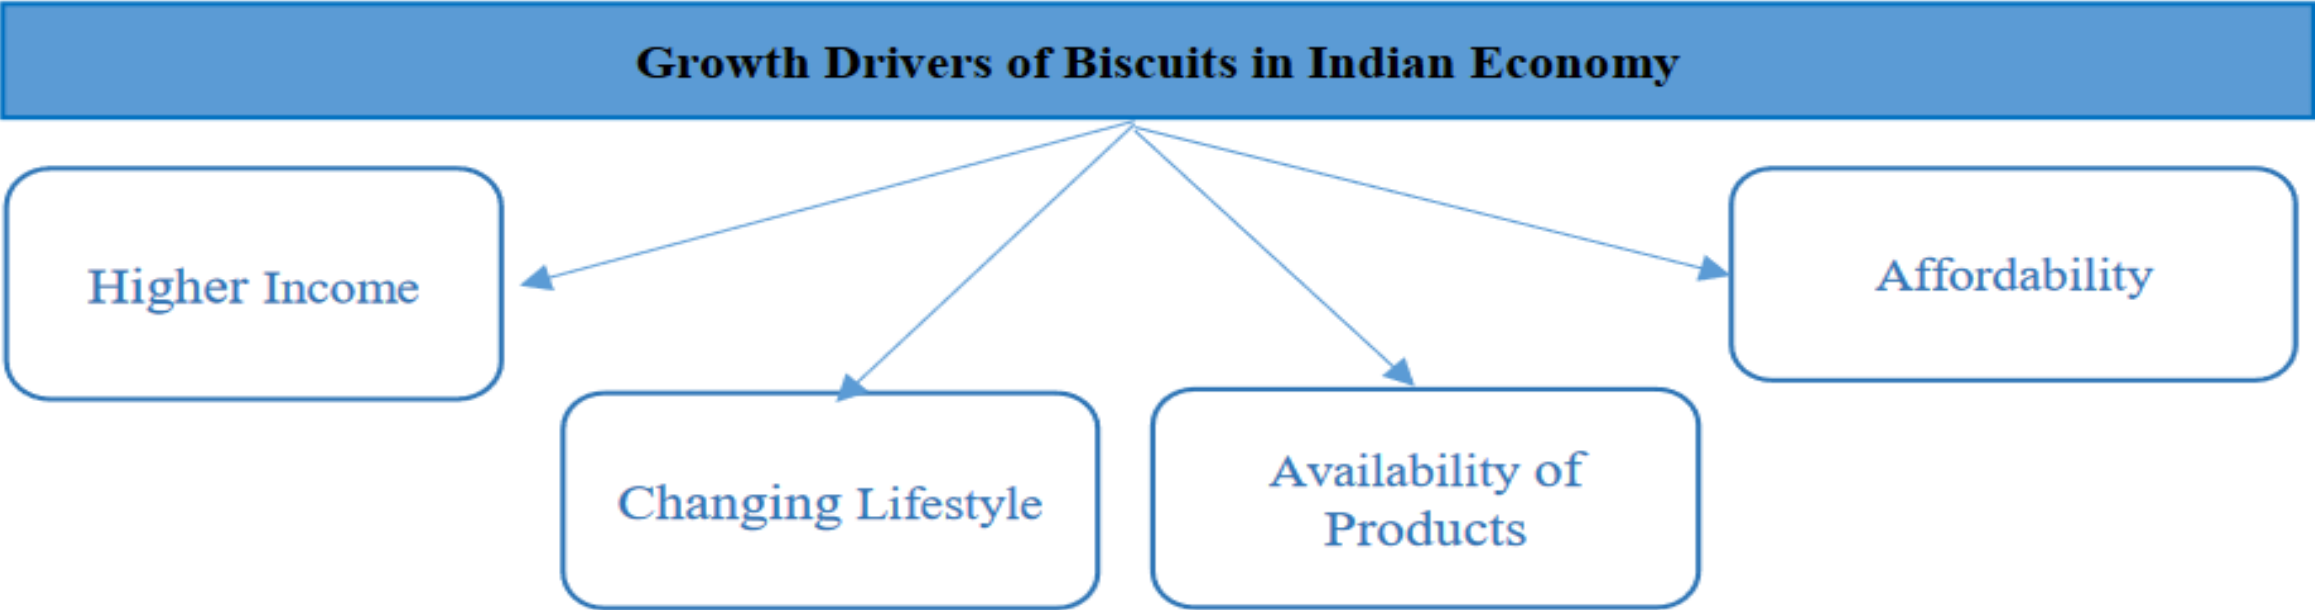 Growth Drivers of Biscuits in Indian Economy
Higher Income
Changing Lifestyle
Availability of
Products
Affordability